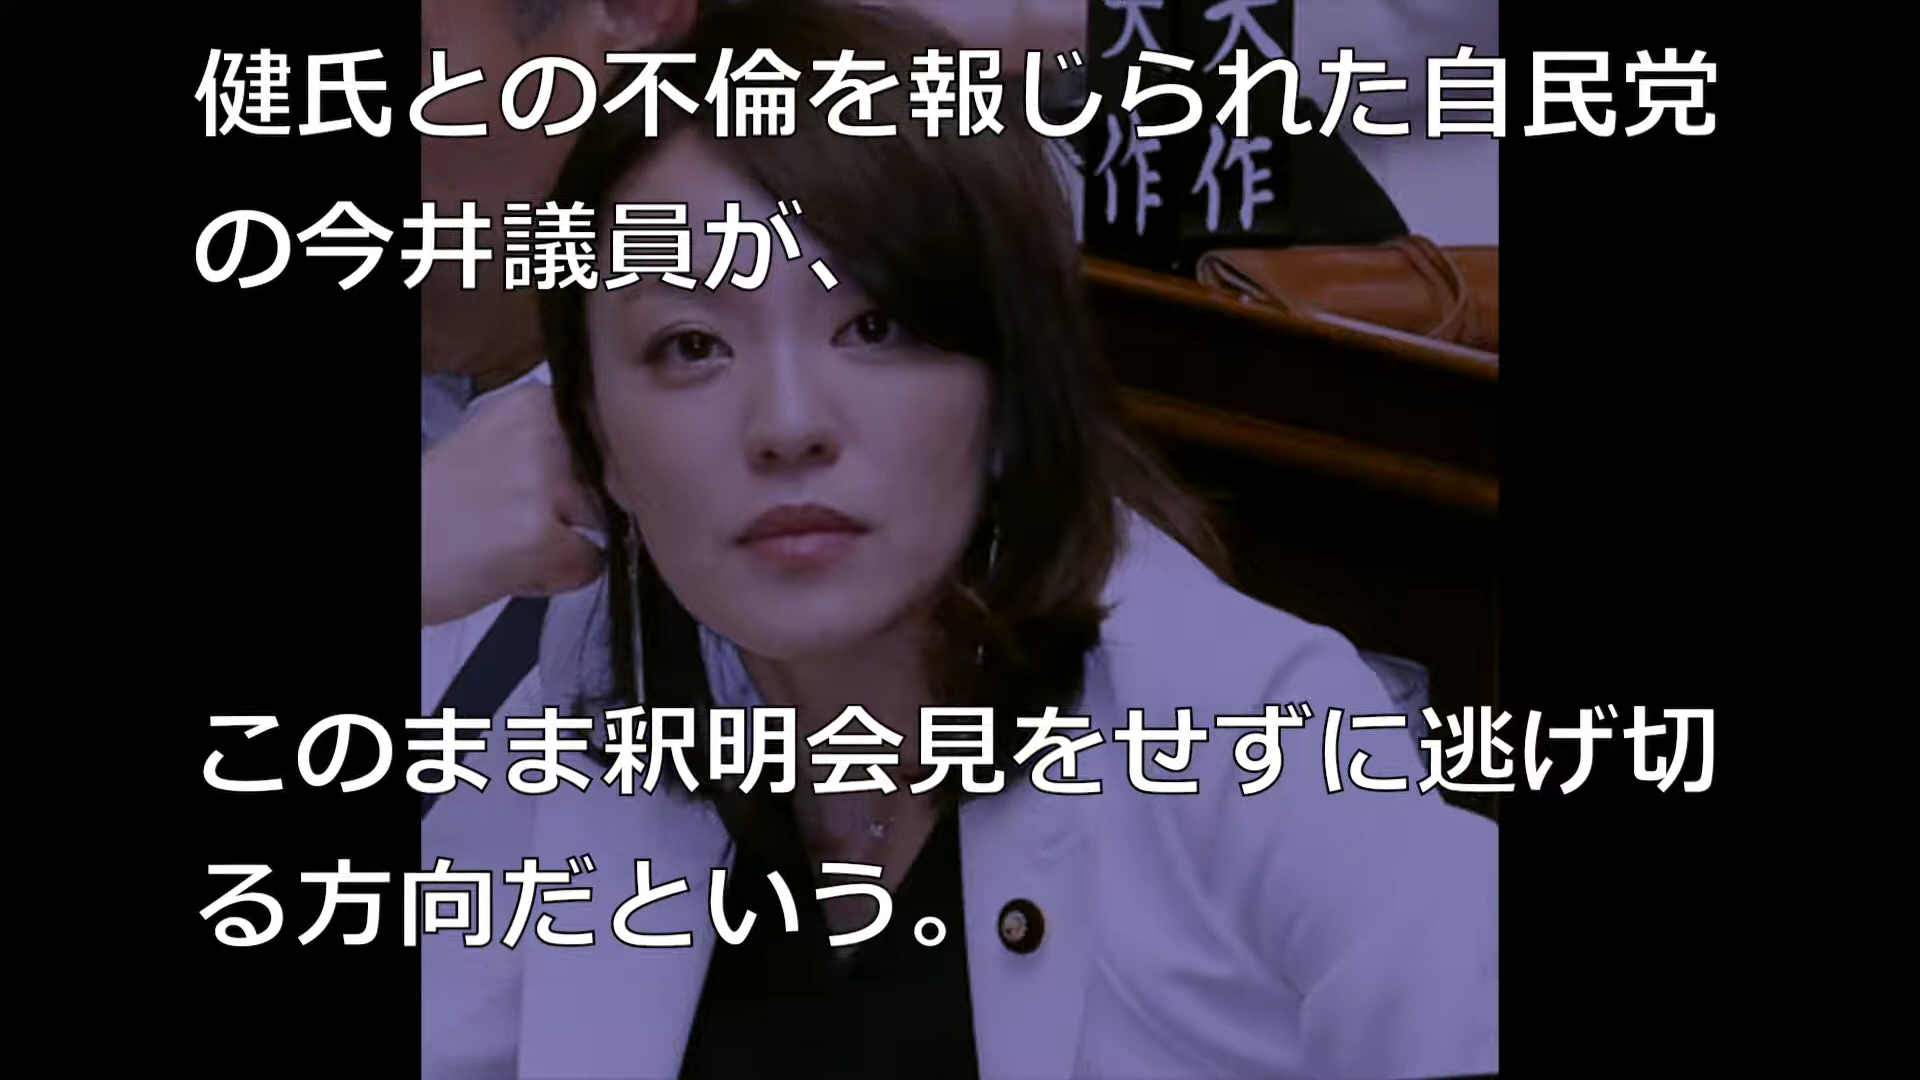 健氏との不倫を報じられた自民党
の今井議員が、
作 作
このまま釈明会見をせずに逃げ切
る方向だという。